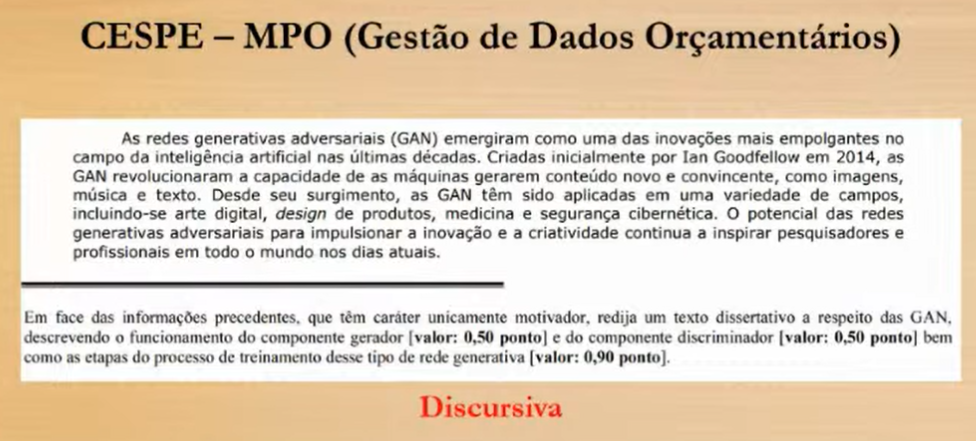 CESPE – MPO (Gestão de Dados Orçamentários)
As redes generativas adversariais (GAN) emergiram como uma das inovações mais empolgantes no
campo da inteligência artificial nas últimas décadas. Criadas inicialmente por Ian Goodfellow em 2014, as
GAN revolucionaram a capacidade de as máquinas gerarem conteúdo novo e convincente, como imagens,
música e texto. Desde seu surgimento, as GAN têm sido aplicadas em uma variedade de campos,
incluindo-se arte digital, design de produtos, medicina e segurança cibernética. O potencial das redes
generativas adversariais para impulsionar a inovação e a criatividade continua a inspirar pesquisadores e
profissionais em todo o mundo nos dias atuais.
Em face das informações precedentes, que têm caráter unicamente motivador, redija um texto dissertativo a respeito das GAN,
descrevendo o funcionamento do componente gerador [valor: 0,50 ponto] e do componente discriminador [valor: 0,50 ponto] bem
como as etapas do processo de treinamento desse tipo de rede generativa [valor: 0,90 ponto].
Discursiva